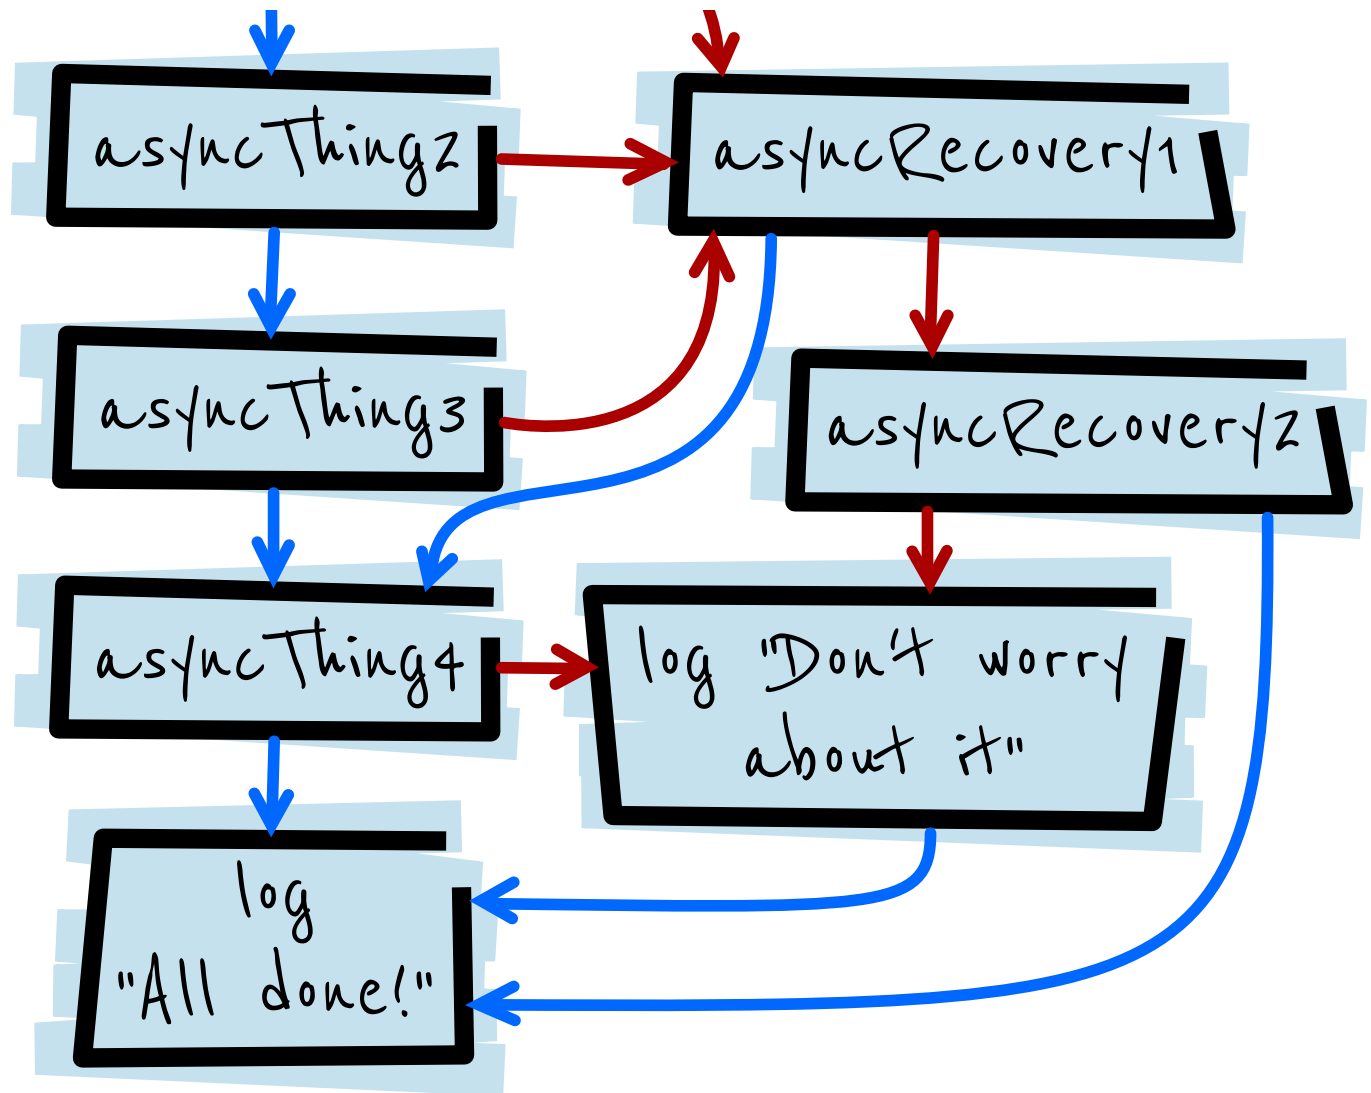 asyncThing2
asyncRecovery1
asyncThing3
asyncRecovery2
asyncThing4
log "Don't worry
about it"
log
"All done!"